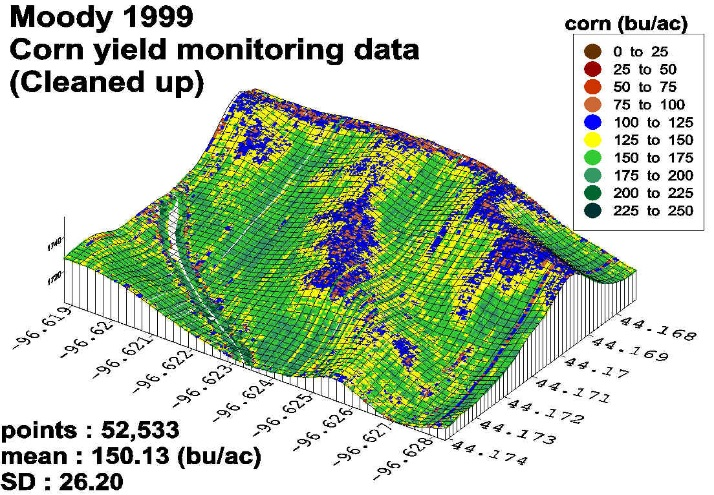 Moody 1999
Corn yield monitoring data
(Cleaned up)
corn (bu/ac)
0 to 25
25 to 50
50 to 75
75 to 100
100 to 125
125 to 150
150 to 175
175 to 200
200 to 225
225 to 250
1740
1720
-96.619
-96.62
-96.621
-96.622
-96.623
-96.624
-96.625
-96.626
-96.627
-96.628
44.168
44.169
44.17
44.171
44.172
44.173
44.174
points : 52,533
mean : 150.13 (bu/ac)
SD : 26.20